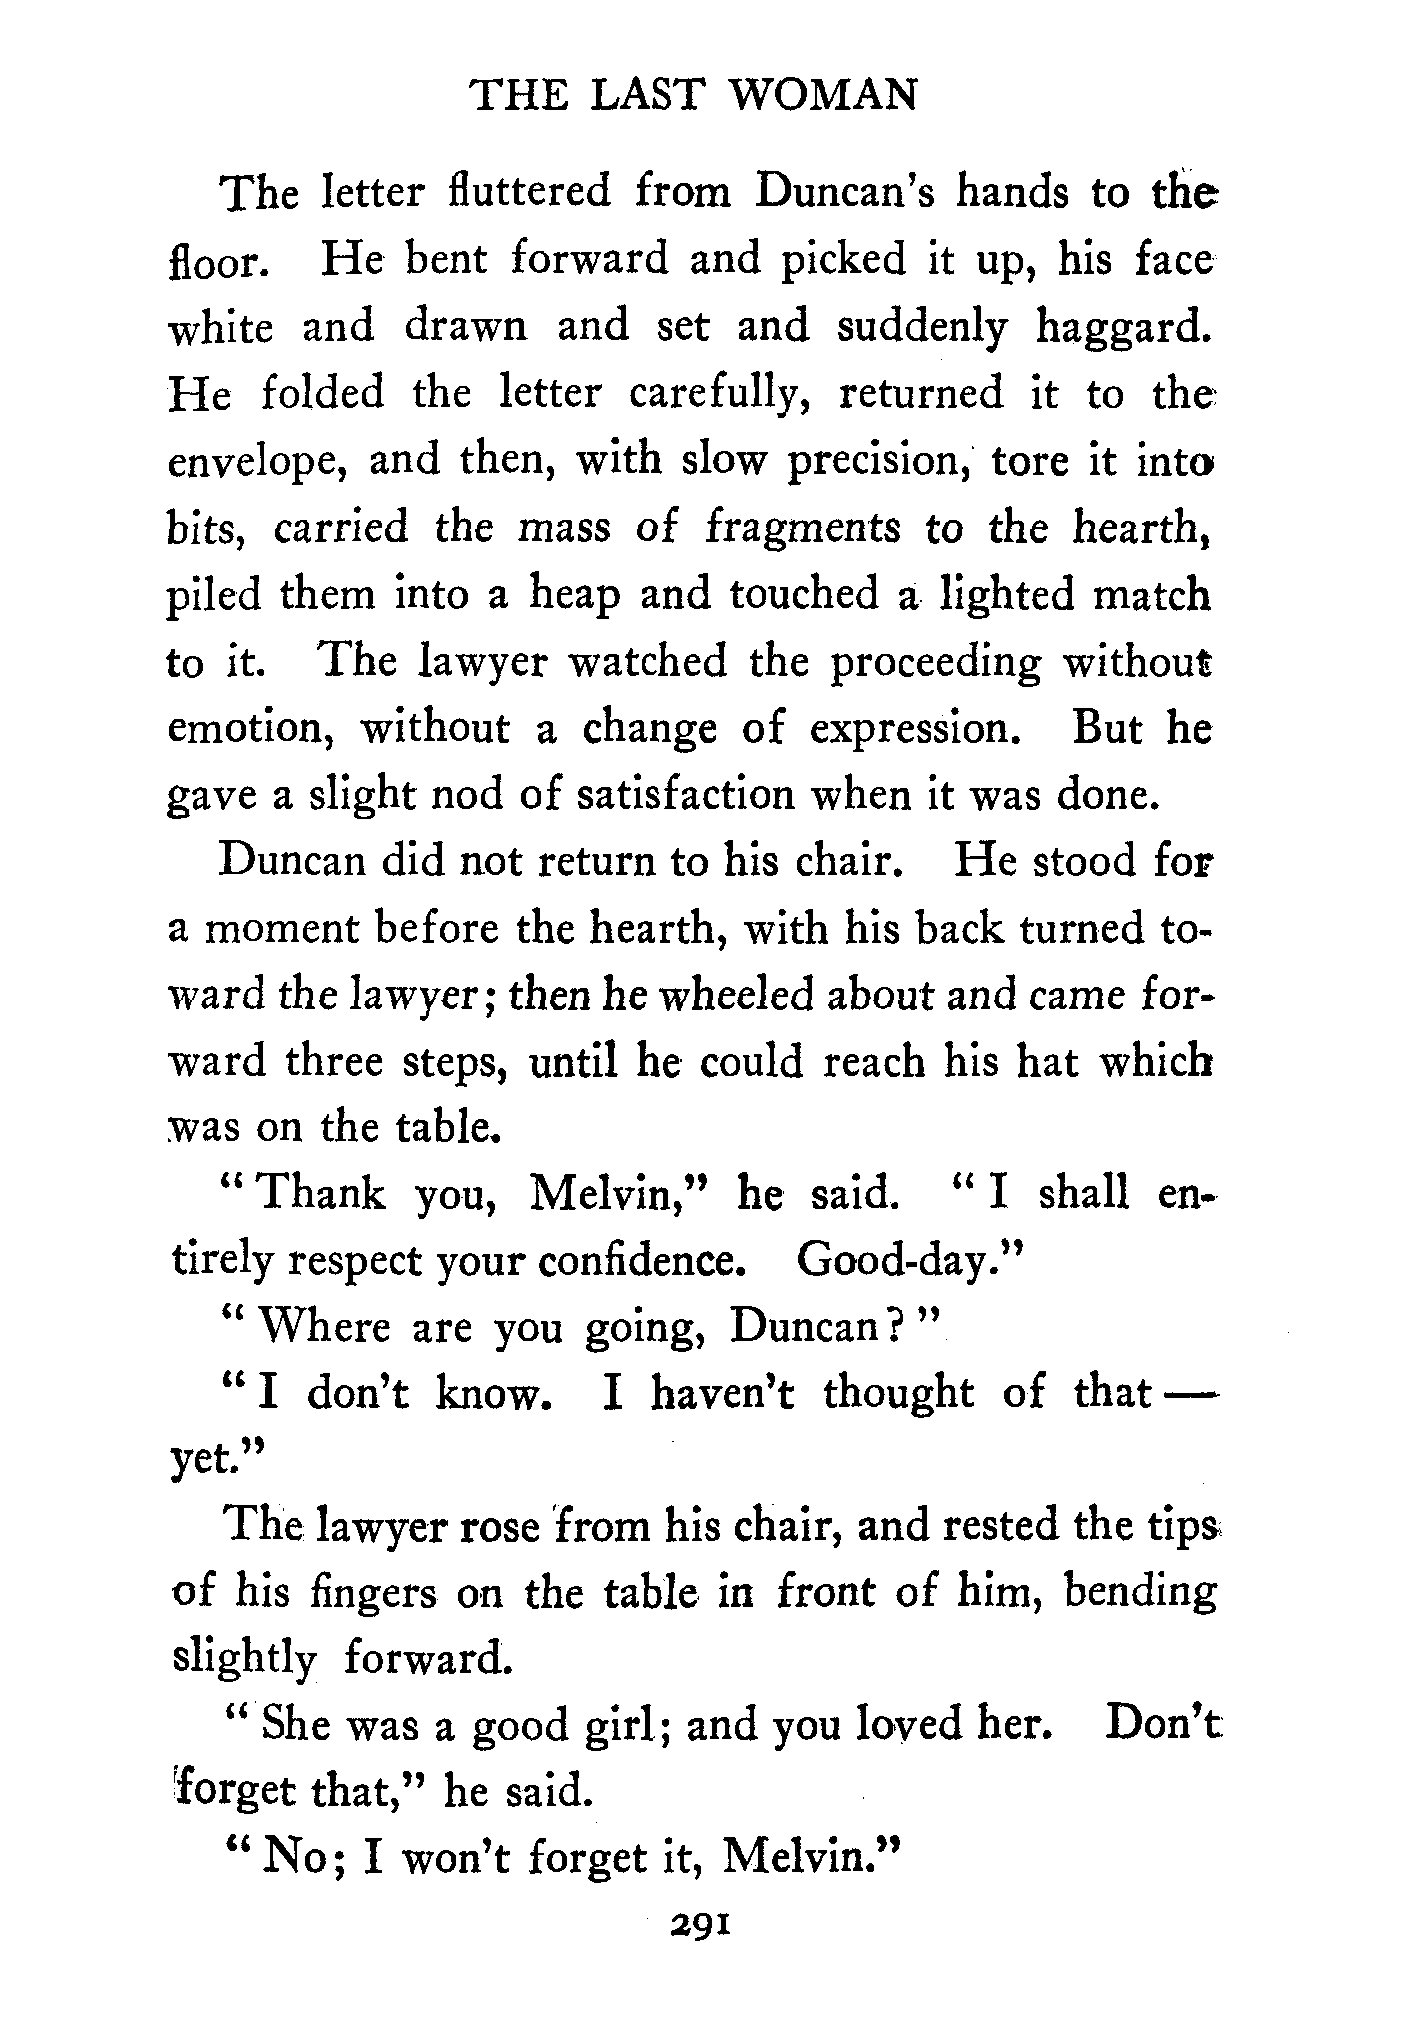 THE LAST WOMAN
The letter fluttered from Duncan's hands to the
floor. He bent forward and picked it up, his face
white and drawn and set and suddenly haggard.
He folded the letter carefully, returned it to the
envelope, and then, with slow precision, tore it into
bits, carried the mass of fragments to the hearth,
piled them into a heap and touched a lighted match
to it. The lawyer watched the proceeding without
emotion, without a change of expression. But he
gave a slight nod of satisfaction when it was done.
Duncan did not return to his chair. He stood for
a moment before the hearth, with his back turned to-
ward the lawyer; then he wheeled about and came for-
ward three steps, until he could reach his hat which
was on the table.
"Thank you, Melvin," he said. "I shall en-
tirely respect your confidence. Good-day."
"Where are you going, Duncan?"
"I don't know. I haven't thought of that—
yet."
The lawyer rose from his chair, and rested the tips
of his fingers on the table in front of him, bending
slightly forward.
"She was a good girl; and you loved her. Don't
forget that," he said.
"No; I won't forget it, Melvin."
291